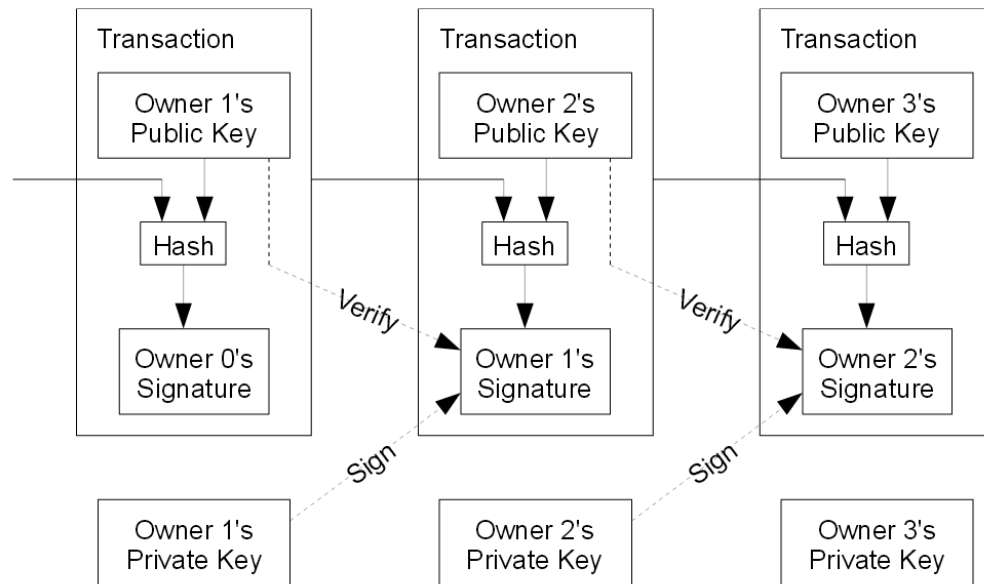 Transaction
Transaction
Transaction
Owner 1's
Public Key
Owner 2's
Public Key
Owner 3's
Public Key
Hash
Hash
Hash
Verify
Verify
Owner 0's
Signature
Owner 1's
Signature
Owner 2's
Signature
Sign
Sign
Owner 1's
Private Key
Owner 2's
Private Key
Owner 3's
Private Key